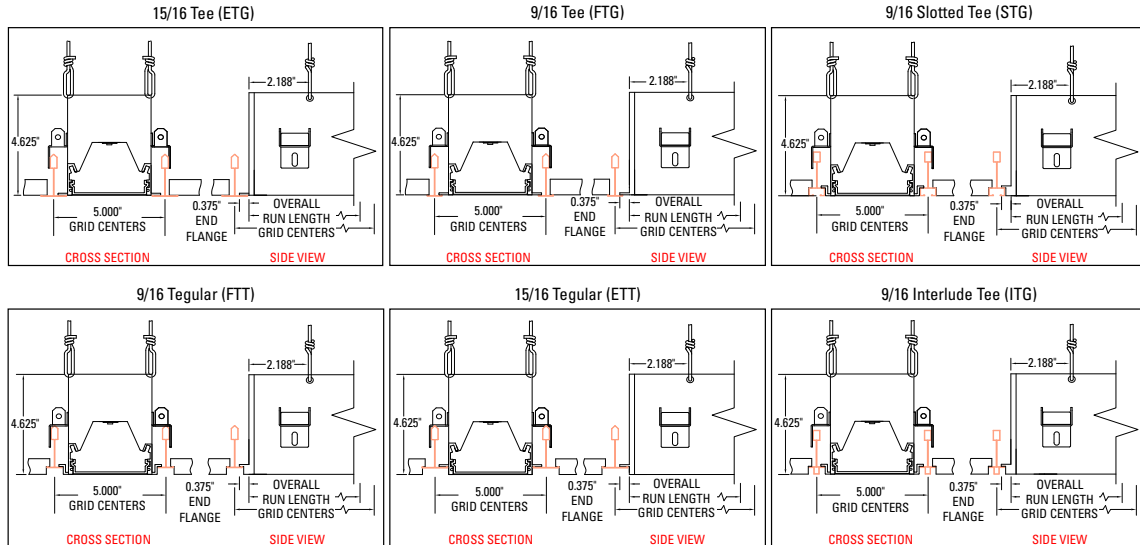 15/16 Tee (ETG)
2.188"
4.625"
5.000"
GRID CENTERS
0.375"
END
FLANGE
OVERALL
RUN LENGTH
GRID CENTERS
CROSS SECTION
SIDE VIEW
9/16 Tee (FTG)
2.188"
4.625"
5.000"
GRID CENTERS
0.375"
END
FLANGE
OVERALL
RUN LENGTH
GRID CENTERS
CROSS SECTION
SIDE VIEW
9/16 Slotted Tee (STG)
2.188"
4.625"
5.000"
GRID CENTERS
0.375"
END
FLANGE
OVERALL
RUN LENGTH
GRID CENTERS
CROSS SECTION
SIDE VIEW
9/16 Tegular (FTT)
2.188"
4.625"
5.000"
GRID CENTERS
0.375"
END
FLANGE
OVERALL
RUN LENGTH
GRID CENTERS
CROSS SECTION
SIDE VIEW
15/16 Tegular (ETT)
2.188"
4.625"
5.000"
GRID CENTERS
0.375"
END
FLANGE
OVERALL
RUN LENGTH
GRID CENTERS
CROSS SECTION
SIDE VIEW
9/16 Interlude Tee (ITG)
2.188"
4.625"
5.000"
GRID CENTERS
0.375"
END
FLANGE
OVERALL
RUN LENGTH
GRID CENTERS
CROSS SECTION
SIDE VIEW